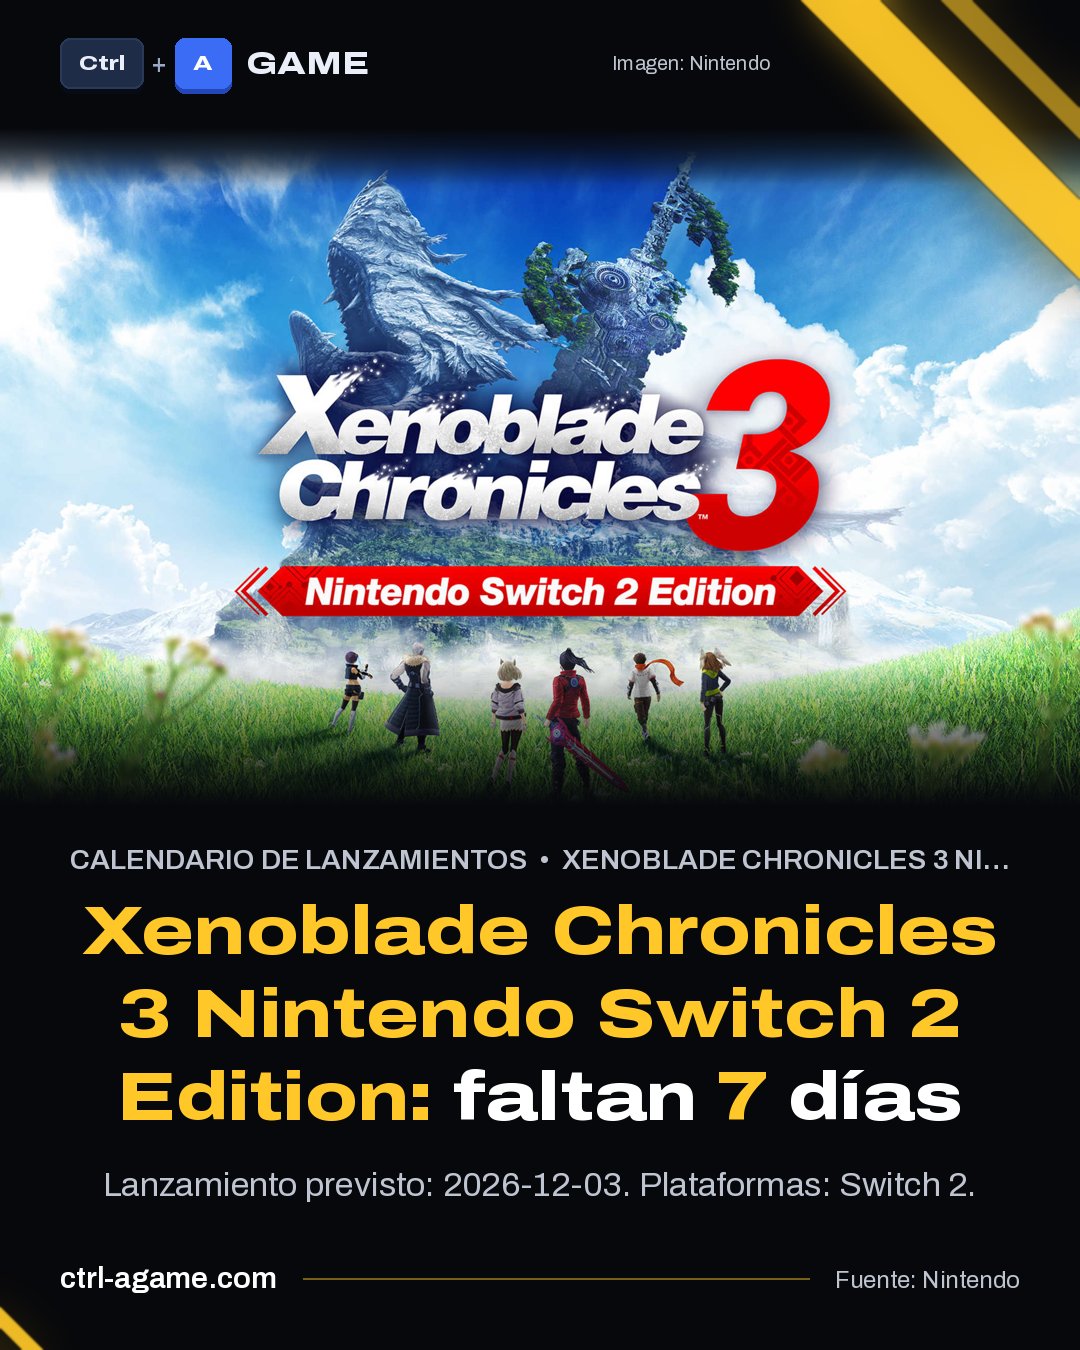 Ctrl + A GAME
Imagen: Nintendo
Xenoblade
Chronicles 3
™
Nintendo Switch 2 Edition
CALENDARIO DE LANZAMIENTOS • XENOBLADE CHRONICLES 3 NI...
Xenoblade Chronicles
3 Nintendo Switch 2
Edition: faltan 7 días
Lanzamiento previsto: 2026-12-03. Plataformas: Switch 2.
ctrl-agame.com
Fuente: Nintendo